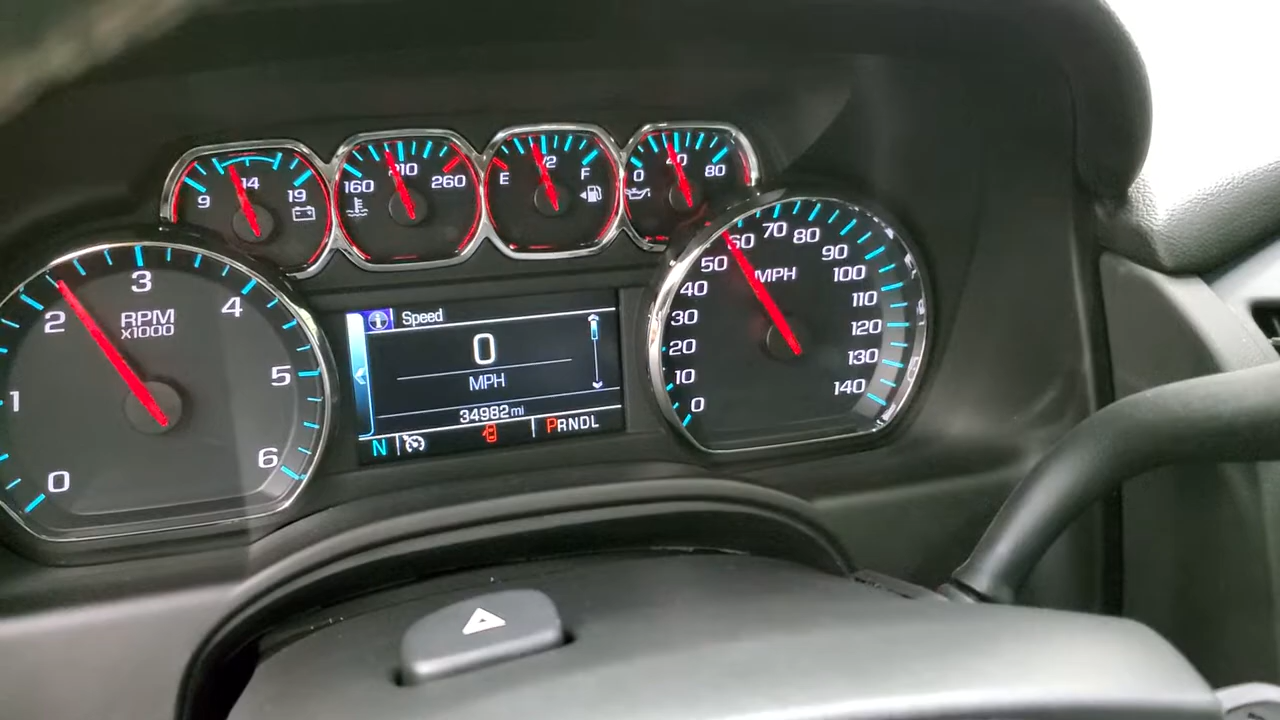 9 14 19
160 210 260
E 1/2 F
0 40 80
0 1 2 3 4 5 6
RPM
x1000
Speed
0
MPH
34982 mi
N PRNDL
0 10 20 30 40 50 60 70 80 90 100 110 120 130 140
MPH